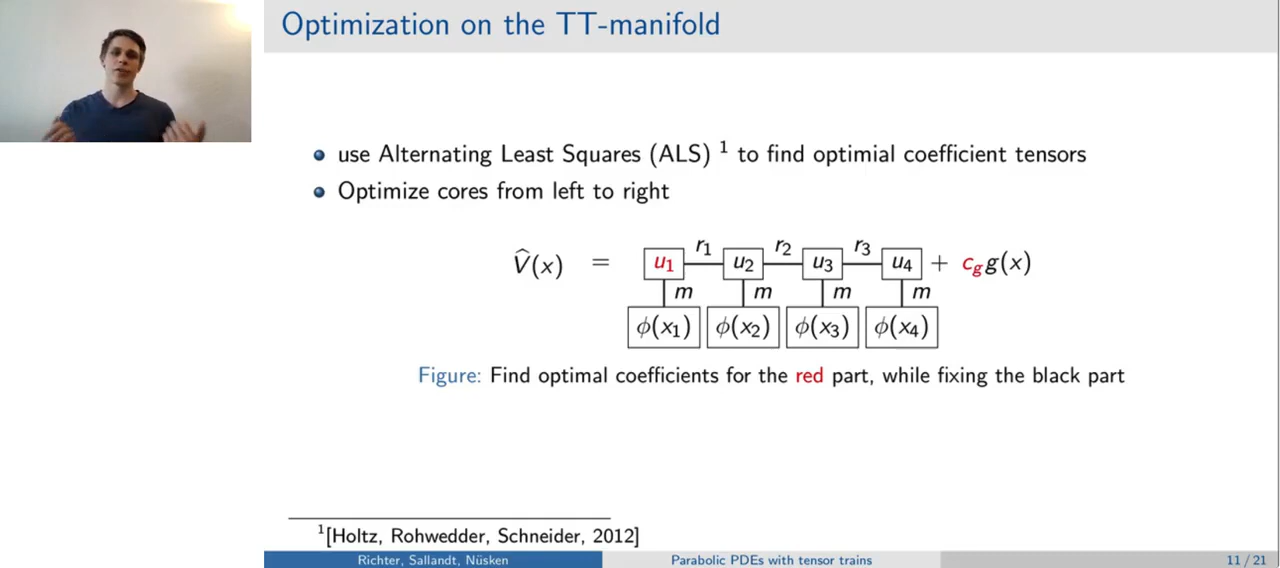 Optimization on the TT-manifold
use Alternating Least Squares (ALS) ¹ to find optimial coefficient tensors
Optimize cores from left to right
r₁ r₂ r₃
V̂(x) = u₁ u₂ u₃ u₄ + c_g g(x)
m m m m
ϕ(x₁) ϕ(x₂) ϕ(x₃) ϕ(x₄)
Figure: Find optimal coefficients for the red part, while fixing the black part
¹[Holtz, Rohwedder, Schneider, 2012]
Richter, Sallandt, Nüsken Parabolic PDEs with tensor trains 11 / 21